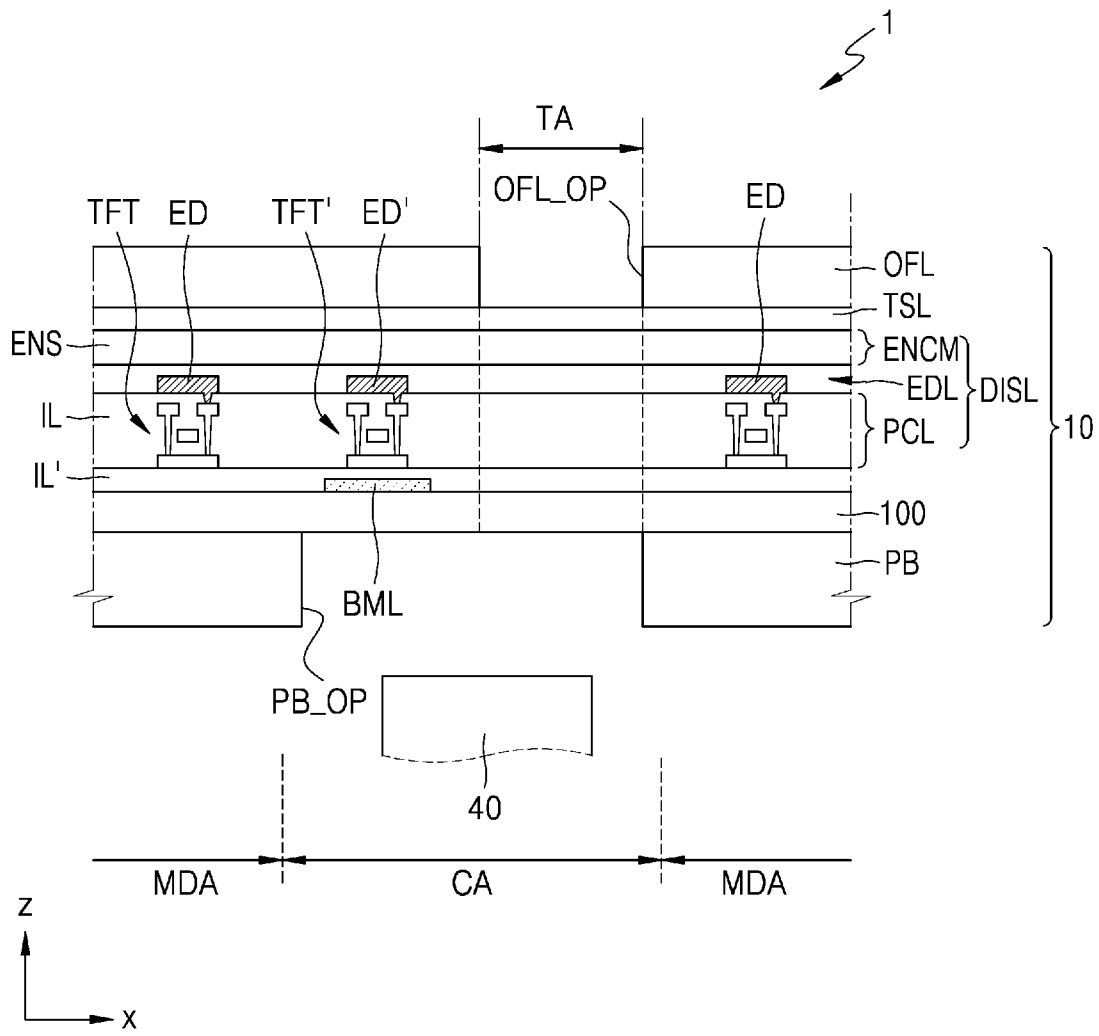 1
TA
OFL_OP
ED
TFT
ED
TFT'
ED'
OFL
TSL
ENS
ENCM
EDL
DISL
IL
PCL
10
IL'
100
PB
BML
PB_OP
40
MDA
CA
MDA
z
x